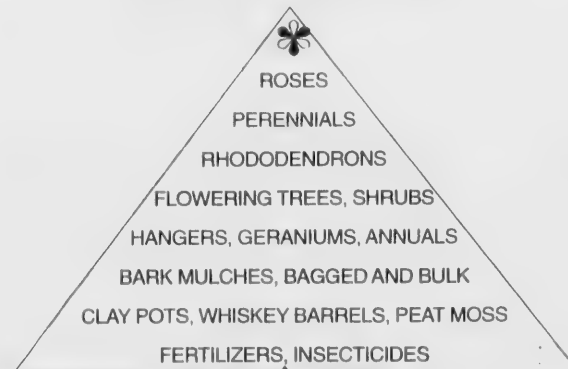 ROSES
PERENNIALS
RHODODENDRONS
FLOWERING TREES, SHRUBS
HANGERS, GERANIUMS, ANNUALS
BARK MULCHES, BAGGED AND BULK
CLAY POTS, WHISKEY BARRELS, PEAT MOSS
FERTILIZERS, INSECTICIDES